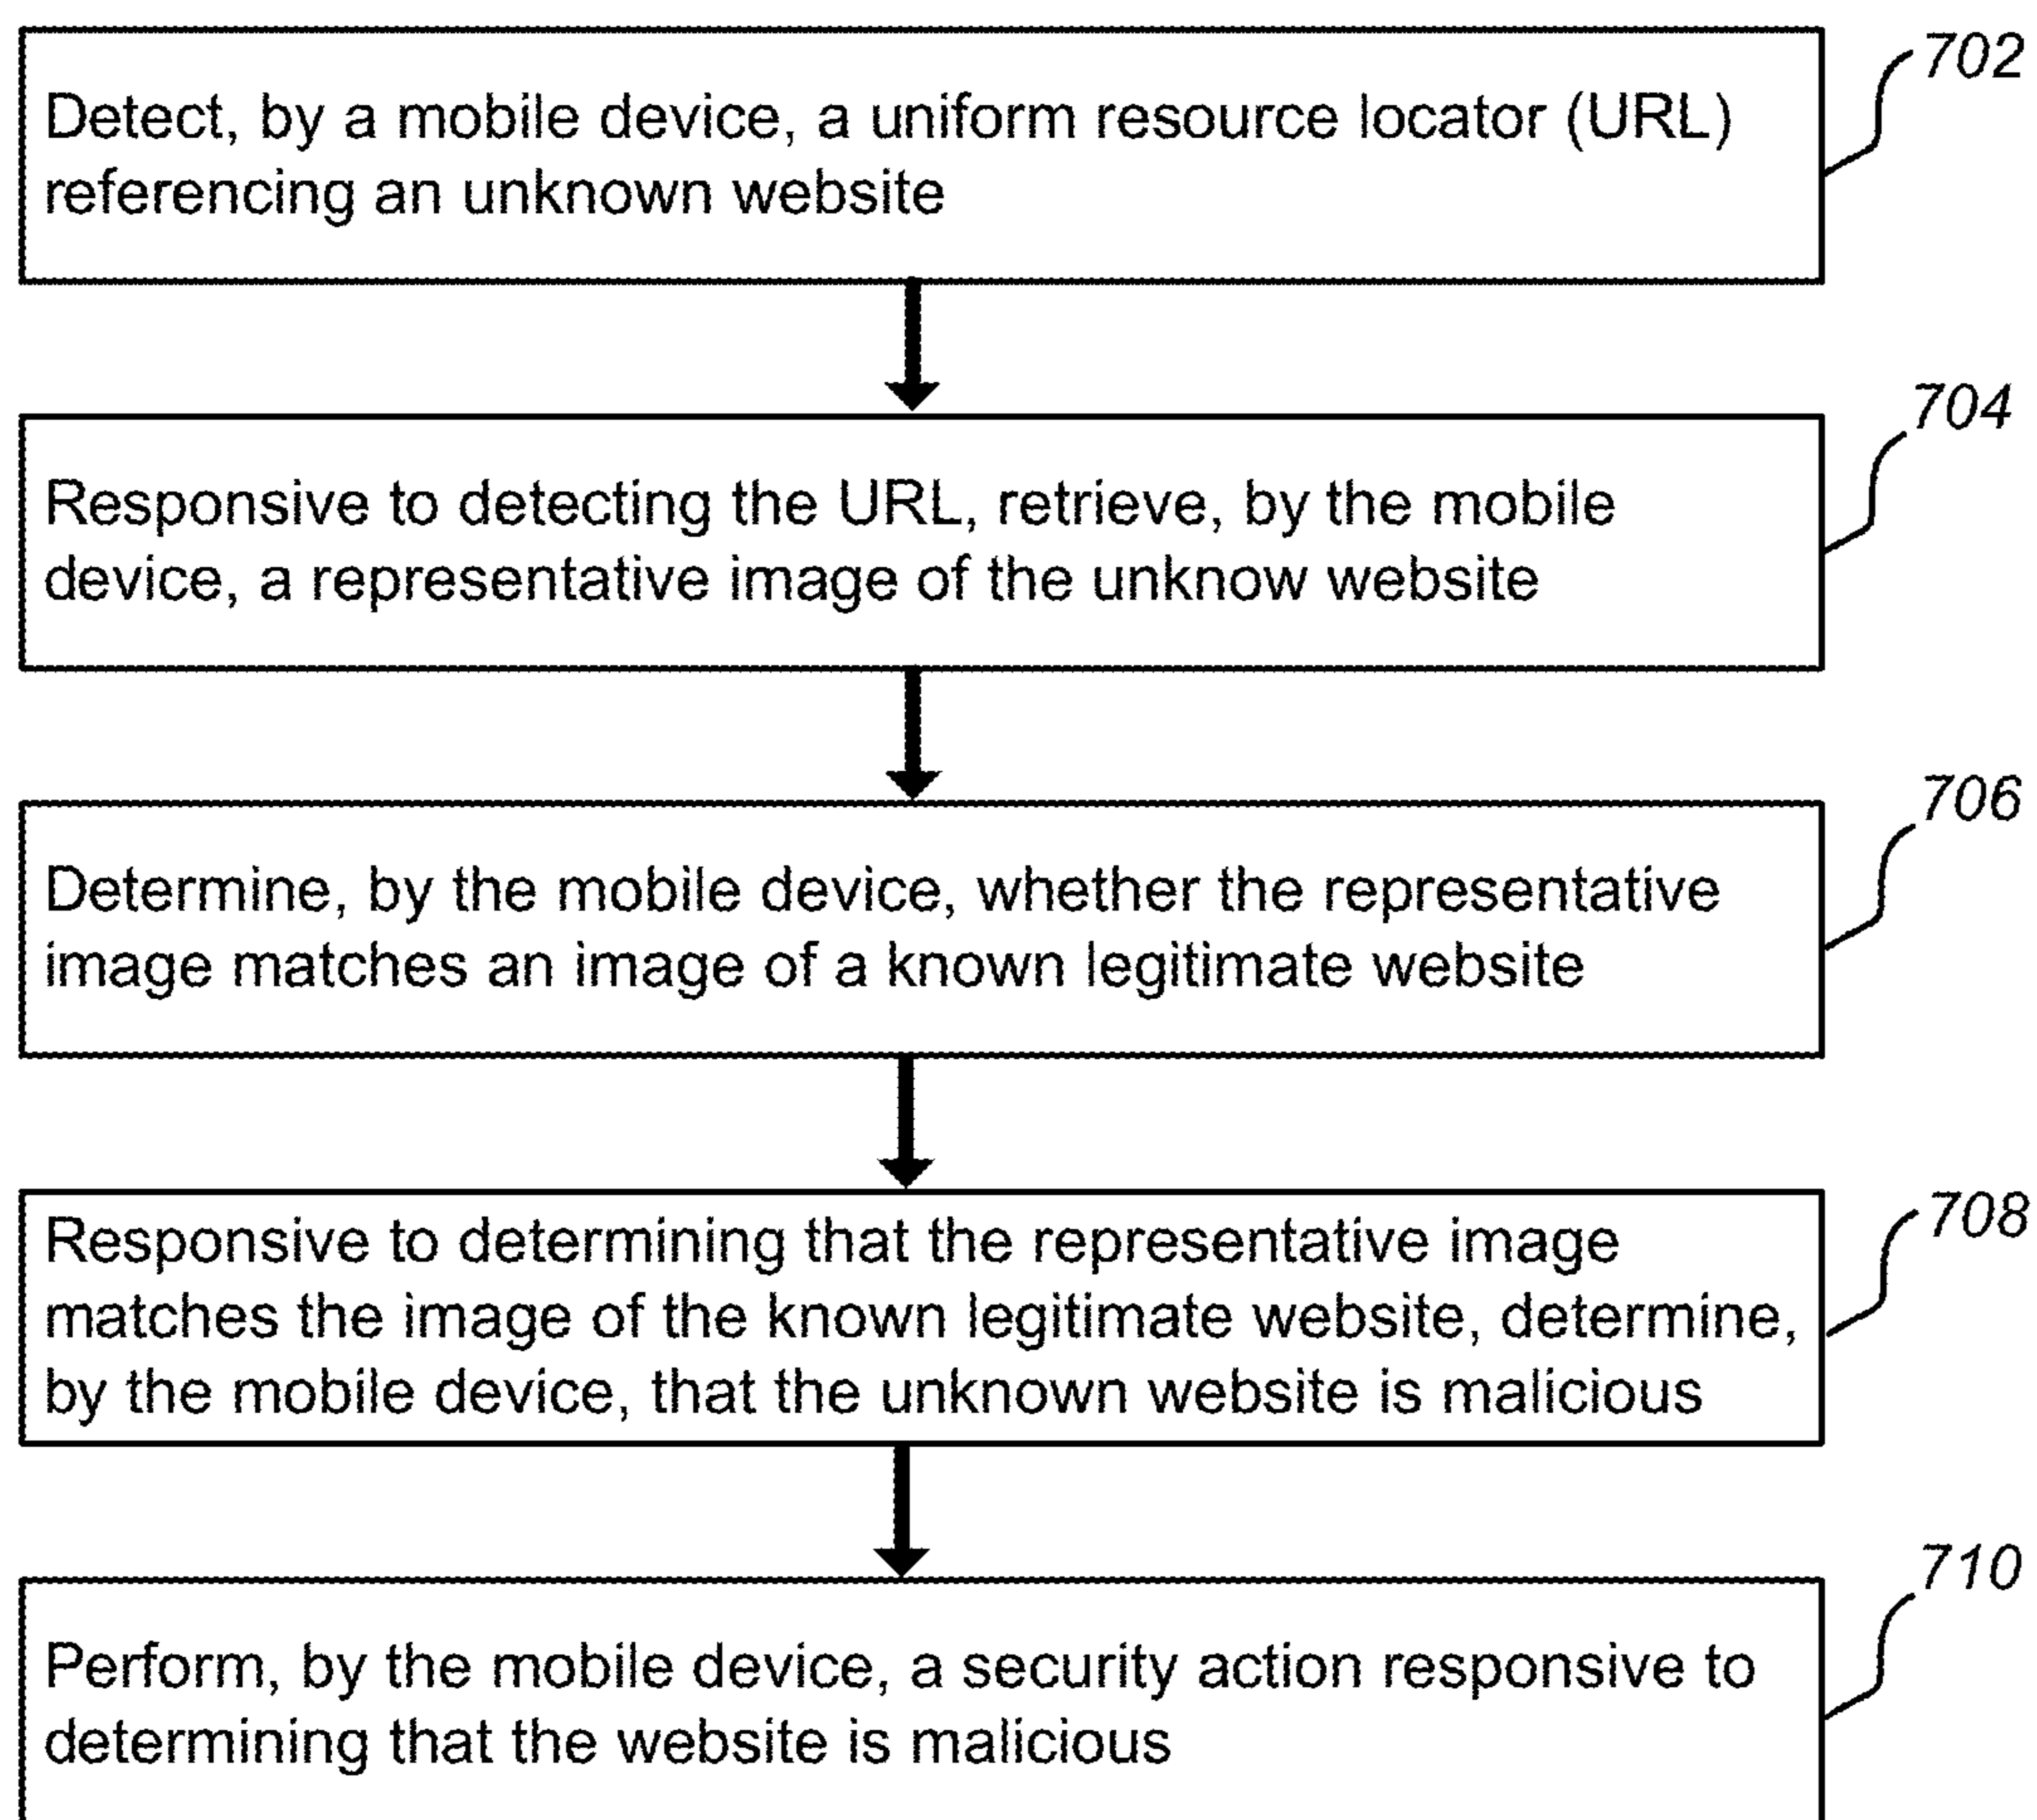 702
Detect, by a mobile device, a uniform resource locator (URL)
referencing an unknown website
704
Responsive to detecting the URL, retrieve, by the mobile
device, a representative image of the unknow website
706
Determine, by the mobile device, whether the representative
image matches an image of a known legitimate website
708
Responsive to determining that the representative image
matches the image of the known legitimate website, determine,
by the mobile device, that the unknown website is malicious
710
Perform, by the mobile device, a security action responsive to
determining that the website is malicious